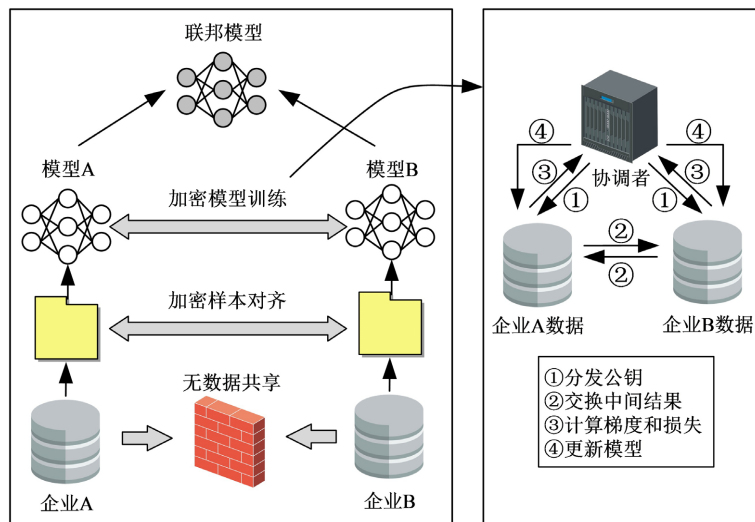 联邦模型
模型A
模型B
加密模型训练
加密样本对齐
无数据共享
企业A
企业B
④
④
③
③
协调者
①
①
②
②
企业A数据
企业B数据
①分发公钥
②交换中间结果
③计算梯度和损失
④更新模型